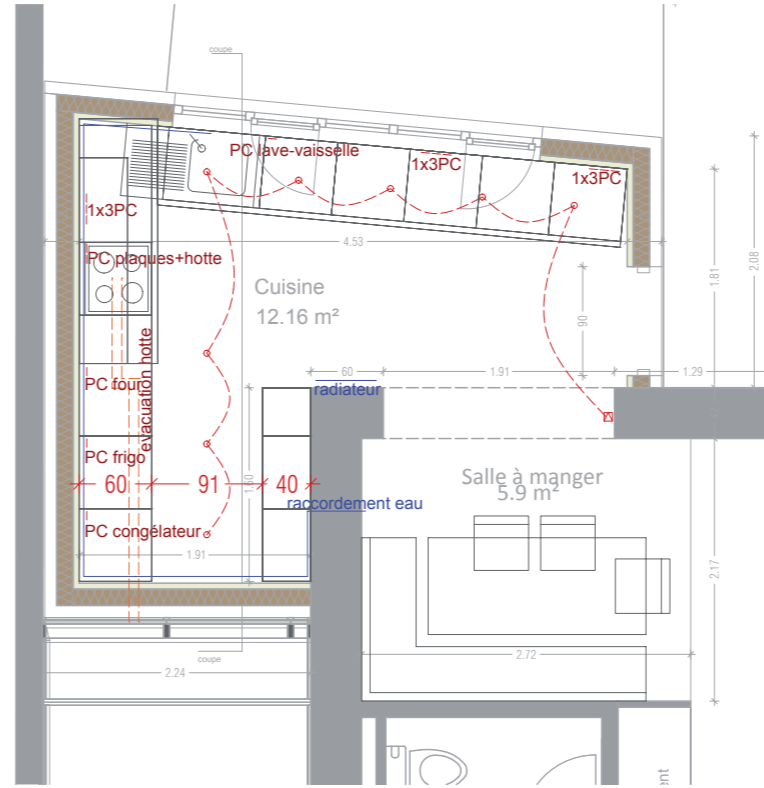 coupe
PC lave-vaisselle
1x3PC
1x3PC
1x3PC
4.53
2.08
1.81
PC plaques+hotte
Cuisine
12.16 m²
90
evacuation hotte
60
1.91
1.29
PC four
radiateur
PC frigo
60
91
40
1.60
raccordement eau
Salle à manger
5.9 m²
PC congélateur
1.91
2.17
2.72
coupe
2.24
ent